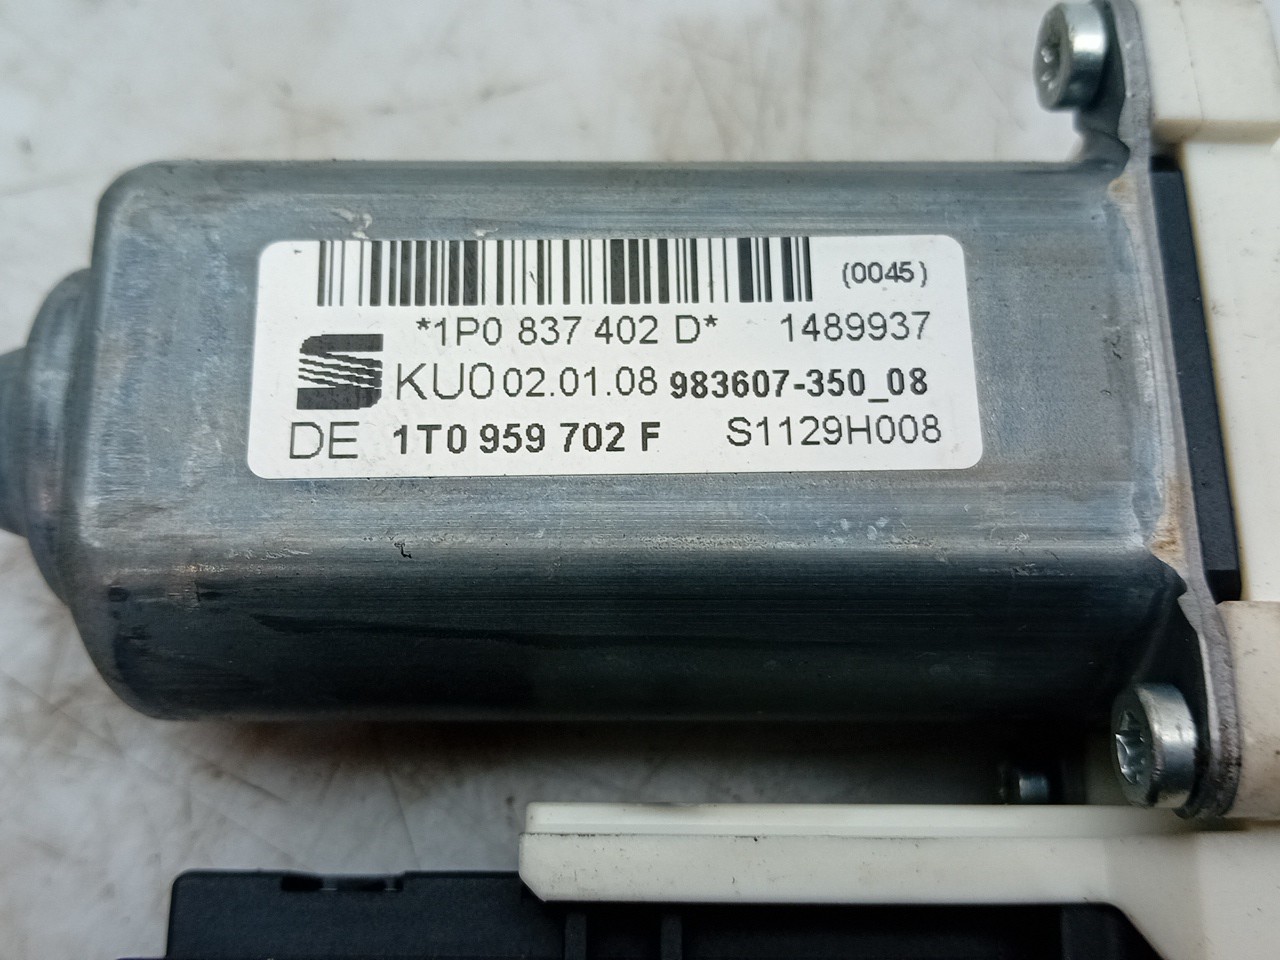 (0045)
*1P0 837 402 D* 1489937
KU0 02.01.08 983607-350_08
DE 1T0 959 702 F S1129H008